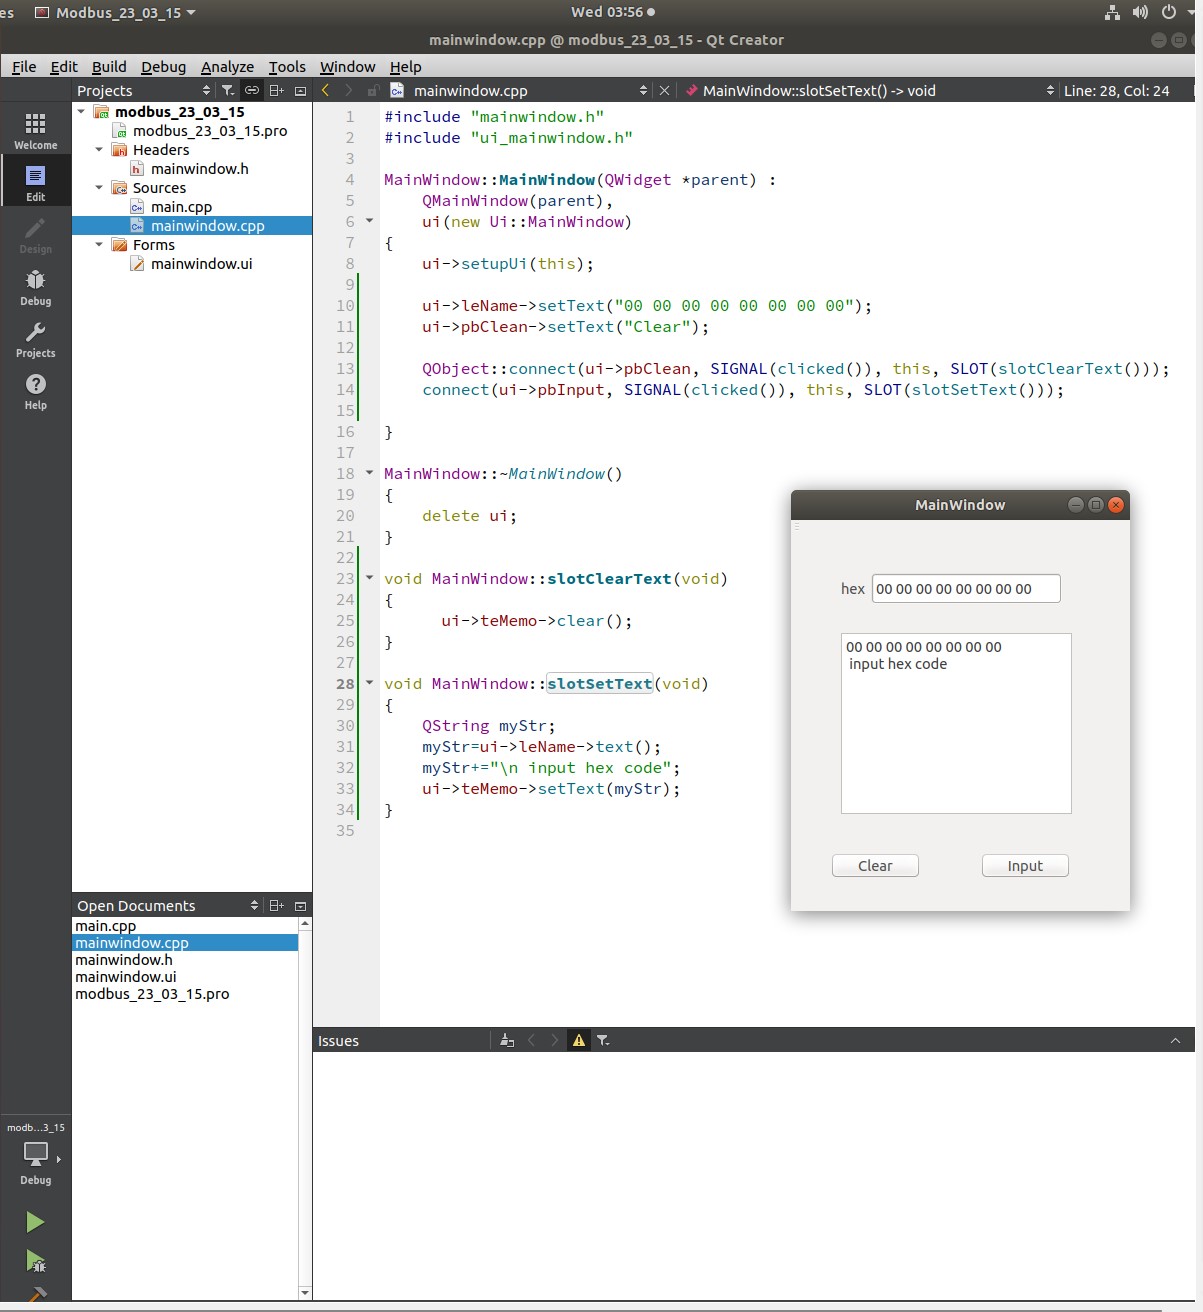 es Modbus_23_03_15 Wed 03:56
mainwindow.cpp @ modbus_23_03_15 - Qt Creator
File Edit Build Debug Analyze Tools Window Help
Projects
mainwindow.cpp
MainWindow::slotSetText() -> void
Line: 28, Col: 24
Welcome
Edit
Design
Debug
Projects
Help
modbus_23_03_15
modbus_23_03_15.pro
Headers
mainwindow.h
Sources
main.cpp
mainwindow.cpp
Forms
mainwindow.ui
1 #include "mainwindow.h"
2 #include "ui_mainwindow.h"
3
4 MainWindow::MainWindow(QWidget *parent) :
5 QMainWindow(parent),
6 ui(new Ui::MainWindow)
7 {
8 ui->setupUi(this);
9
10 ui->leName->setText("00 00 00 00 00 00 00 00");
11 ui->pbClean->setText("Clear");
12
13 QObject::connect(ui->pbClean, SIGNAL(clicked()), this, SLOT(slotClearText()));
14 connect(ui->pbInput, SIGNAL(clicked()), this, SLOT(slotSetText()));
15
16 }
17
18 MainWindow::~MainWindow()
19 {
20 delete ui;
21 }
22
23 void MainWindow::slotClearText(void)
24 {
25 ui->teMemo->clear();
26 }
27
28 void MainWindow::slotSetText(void)
29 {
30 QString myStr;
31 myStr=ui->leName->text();
32 myStr+="\n input hex code";
33 ui->teMemo->setText(myStr);
34 }
35
MainWindow
hex 00 00 00 00 00 00 00 00
00 00 00 00 00 00 00 00
input hex code
Clear Input
Open Documents
main.cpp
mainwindow.cpp
mainwindow.h
mainwindow.ui
modbus_23_03_15.pro
Issues
modb...3_15
Debug